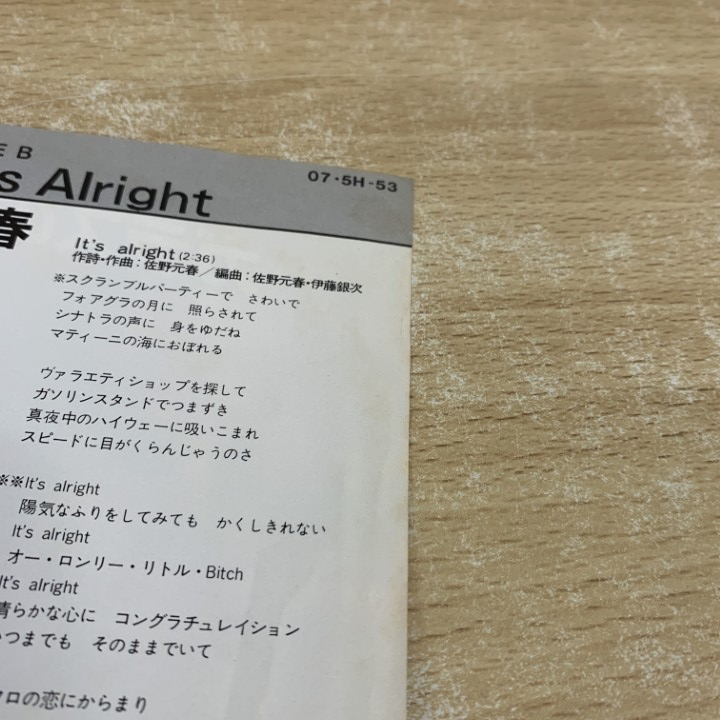 E B
07・5H-53
s Alright
春
It's alright (2:36)
作詩・作曲：佐野元春／編曲：佐野元春・伊藤銀次
※スクランブルパーティーで　さわいで
フォアグラの月に　照らされて
シナトラの声に　身をゆだね
マティーニの海におぼれる
ヴァラエティショップを探して
ガソリンスタンドでつまずき
真夜中のハイウェーに吸いこまれ
スピードに目がくらんじゃうのさ
※※It's alright
陽気なふりをしてみても　かくしきれない
It's alright
オー・ロンリー・リトル・Bitch
It's alright
清らかな心に　コングラチュレイション
いつまでも　そのままでいて
クロの恋にからまり